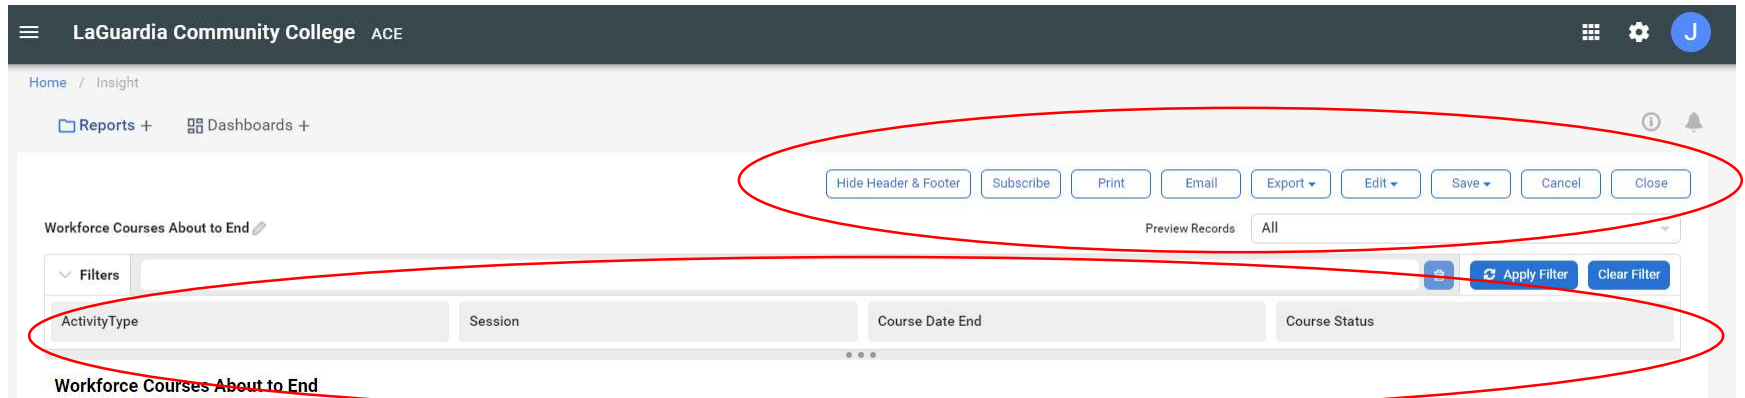 LaGuardia Community College ACE J
Home / Insight
Reports + Dashboards +
Hide Header & Footer Subscribe Print Email Export Edit Save Cancel Close
Workforce Courses About to End Preview Records All
Filters Apply Filter Clear Filter
ActivityType Session Course Date End Course Status
Workforce Courses About to End